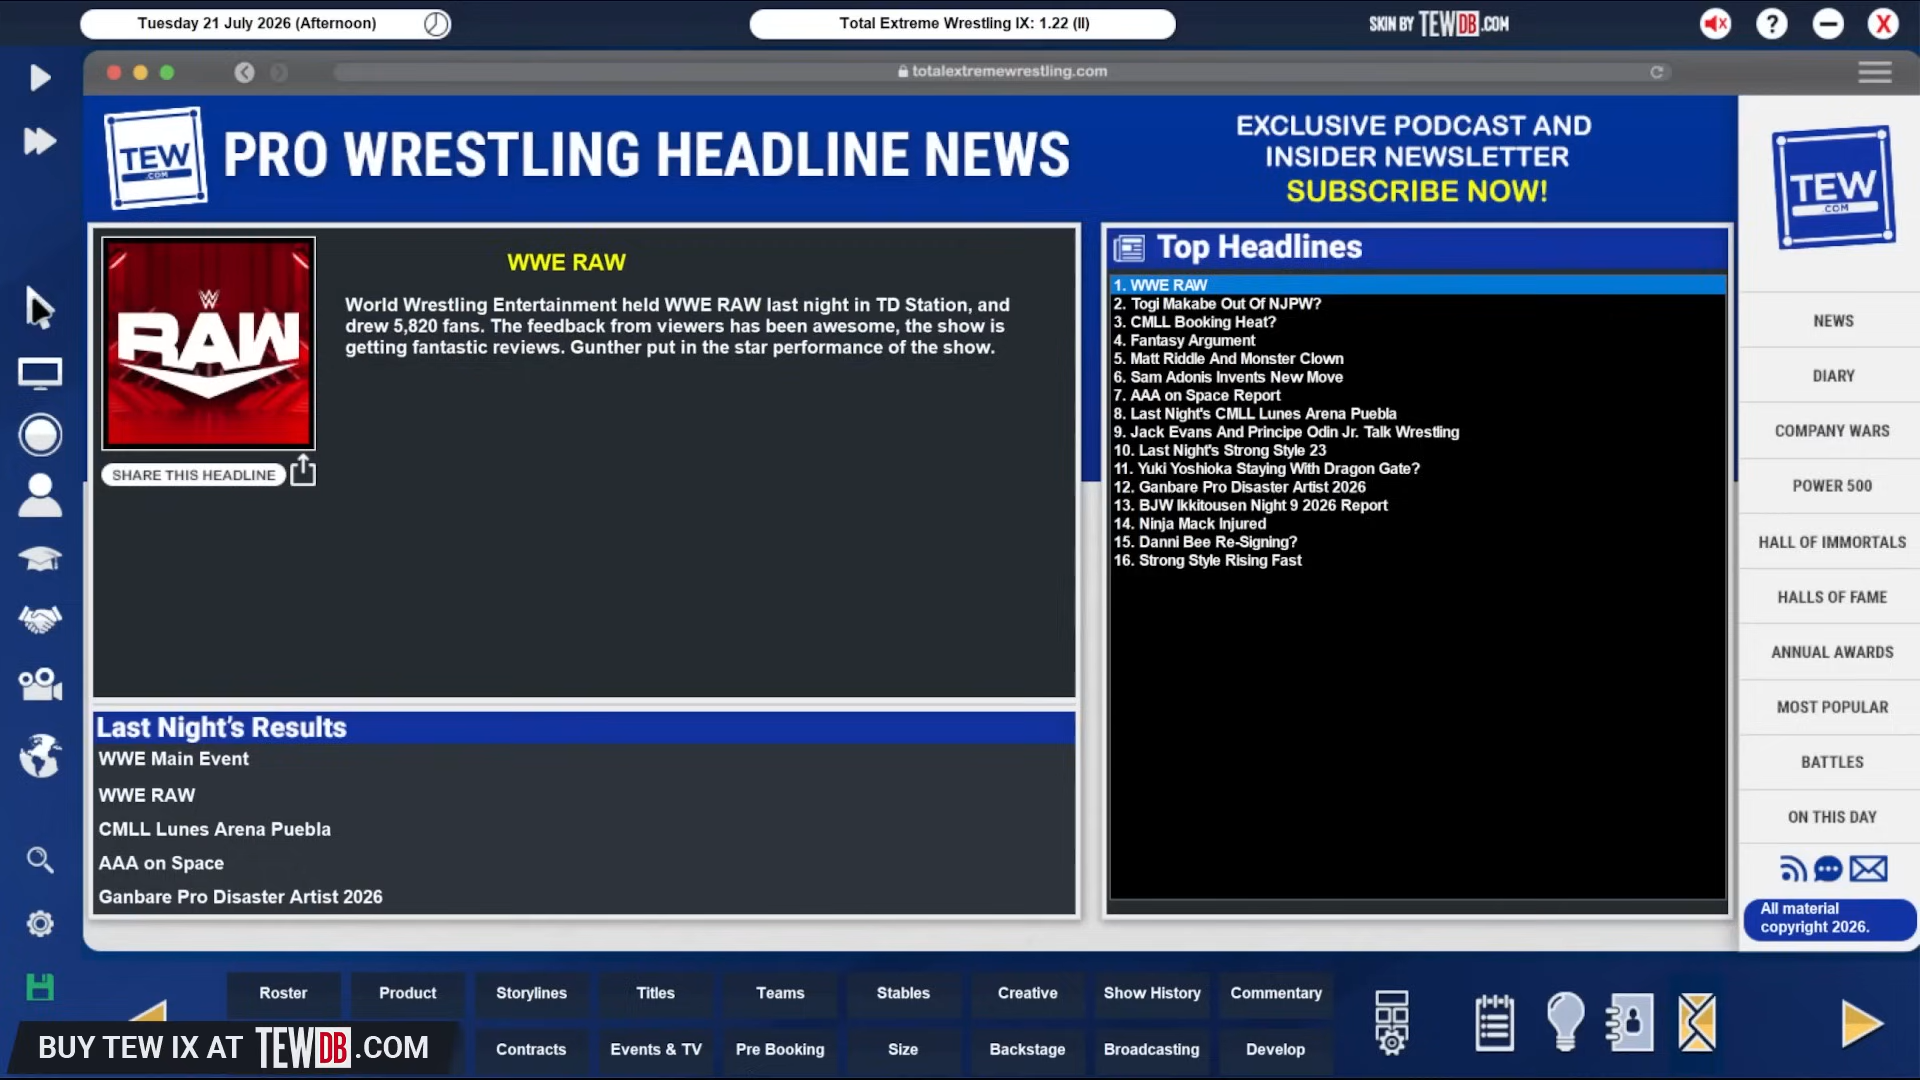 Tuesday 21 July 2026 (Afternoon)
Total Extreme Wrestling IX: 1.22 (II)
SKIN BY TEWDB.COM
?
X
totalextremewrestling.com
TEW
.COM
PRO WRESTLING HEADLINE NEWS
EXCLUSIVE PODCAST AND
INSIDER NEWSLETTER
SUBSCRIBE NOW!
TEW
.COM
W
RAW
SHARE THIS HEADLINE
WWE RAW
World Wrestling Entertainment held WWE RAW last night in TD Station, and
drew 5,820 fans. The feedback from viewers has been awesome, the show is
getting fantastic reviews. Gunther put in the star performance of the show.
Last Night's Results
WWE Main Event
WWE RAW
CMLL Lunes Arena Puebla
AAA on Space
Ganbare Pro Disaster Artist 2026
Top Headlines
1. WWE RAW
2. Togi Makabe Out Of NJPW?
3. CMLL Booking Heat?
4. Fantasy Argument
5. Matt Riddle And Monster Clown
6. Sam Adonis Invents New Move
7. AAA on Space Report
8. Last Night's CMLL Lunes Arena Puebla
9. Jack Evans And Principe Odin Jr. Talk Wrestling
10. Last Night's Strong Style 23
11. Yuki Yoshioka Staying With Dragon Gate?
12. Ganbare Pro Disaster Artist 2026
13. BJW Ikkitousen Night 9 2026 Report
14. Ninja Mack Injured
15. Danni Bee Re-Signing?
16. Strong Style Rising Fast
NEWS
DIARY
COMPANY WARS
POWER 500
HALL OF IMMORTALS
HALLS OF FAME
ANNUAL AWARDS
MOST POPULAR
BATTLES
ON THIS DAY
All material
copyright 2026.
Roster
Product
Storylines
Titles
Teams
Stables
Creative
Show History
Commentary
BUY TEW IX AT TEWDB.COM
Contracts
Events & TV
Pre Booking
Size
Backstage
Broadcasting
Develop